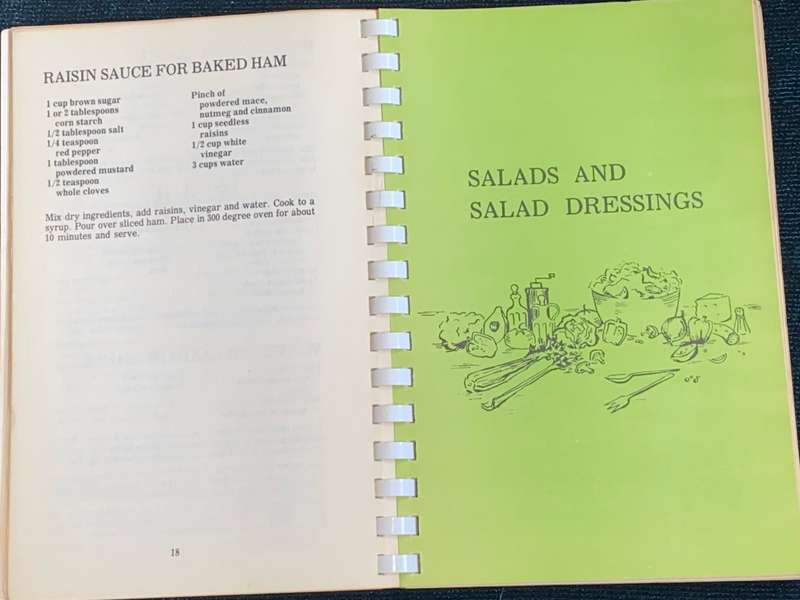 RAISIN SAUCE FOR BAKED HAM
1 cup brown sugar
1 or 2 tablespoons
corn starch
1/2 tablespoon salt
1/4 teaspoon
red pepper
1 tablespoon
powdered mustard
1/2 teaspoon
whole cloves
Pinch of
powdered mace,
nutmeg and cinnamon
1 cup seedless
raisins
1/2 cup white
vinegar
3 cups water
Mix dry ingredients, add raisins, vinegar and water. Cook to a
syrup. Pour over sliced ham. Place in 300 degree oven for about
10 minutes and serve.
18
SALADS AND
SALAD DRESSINGS